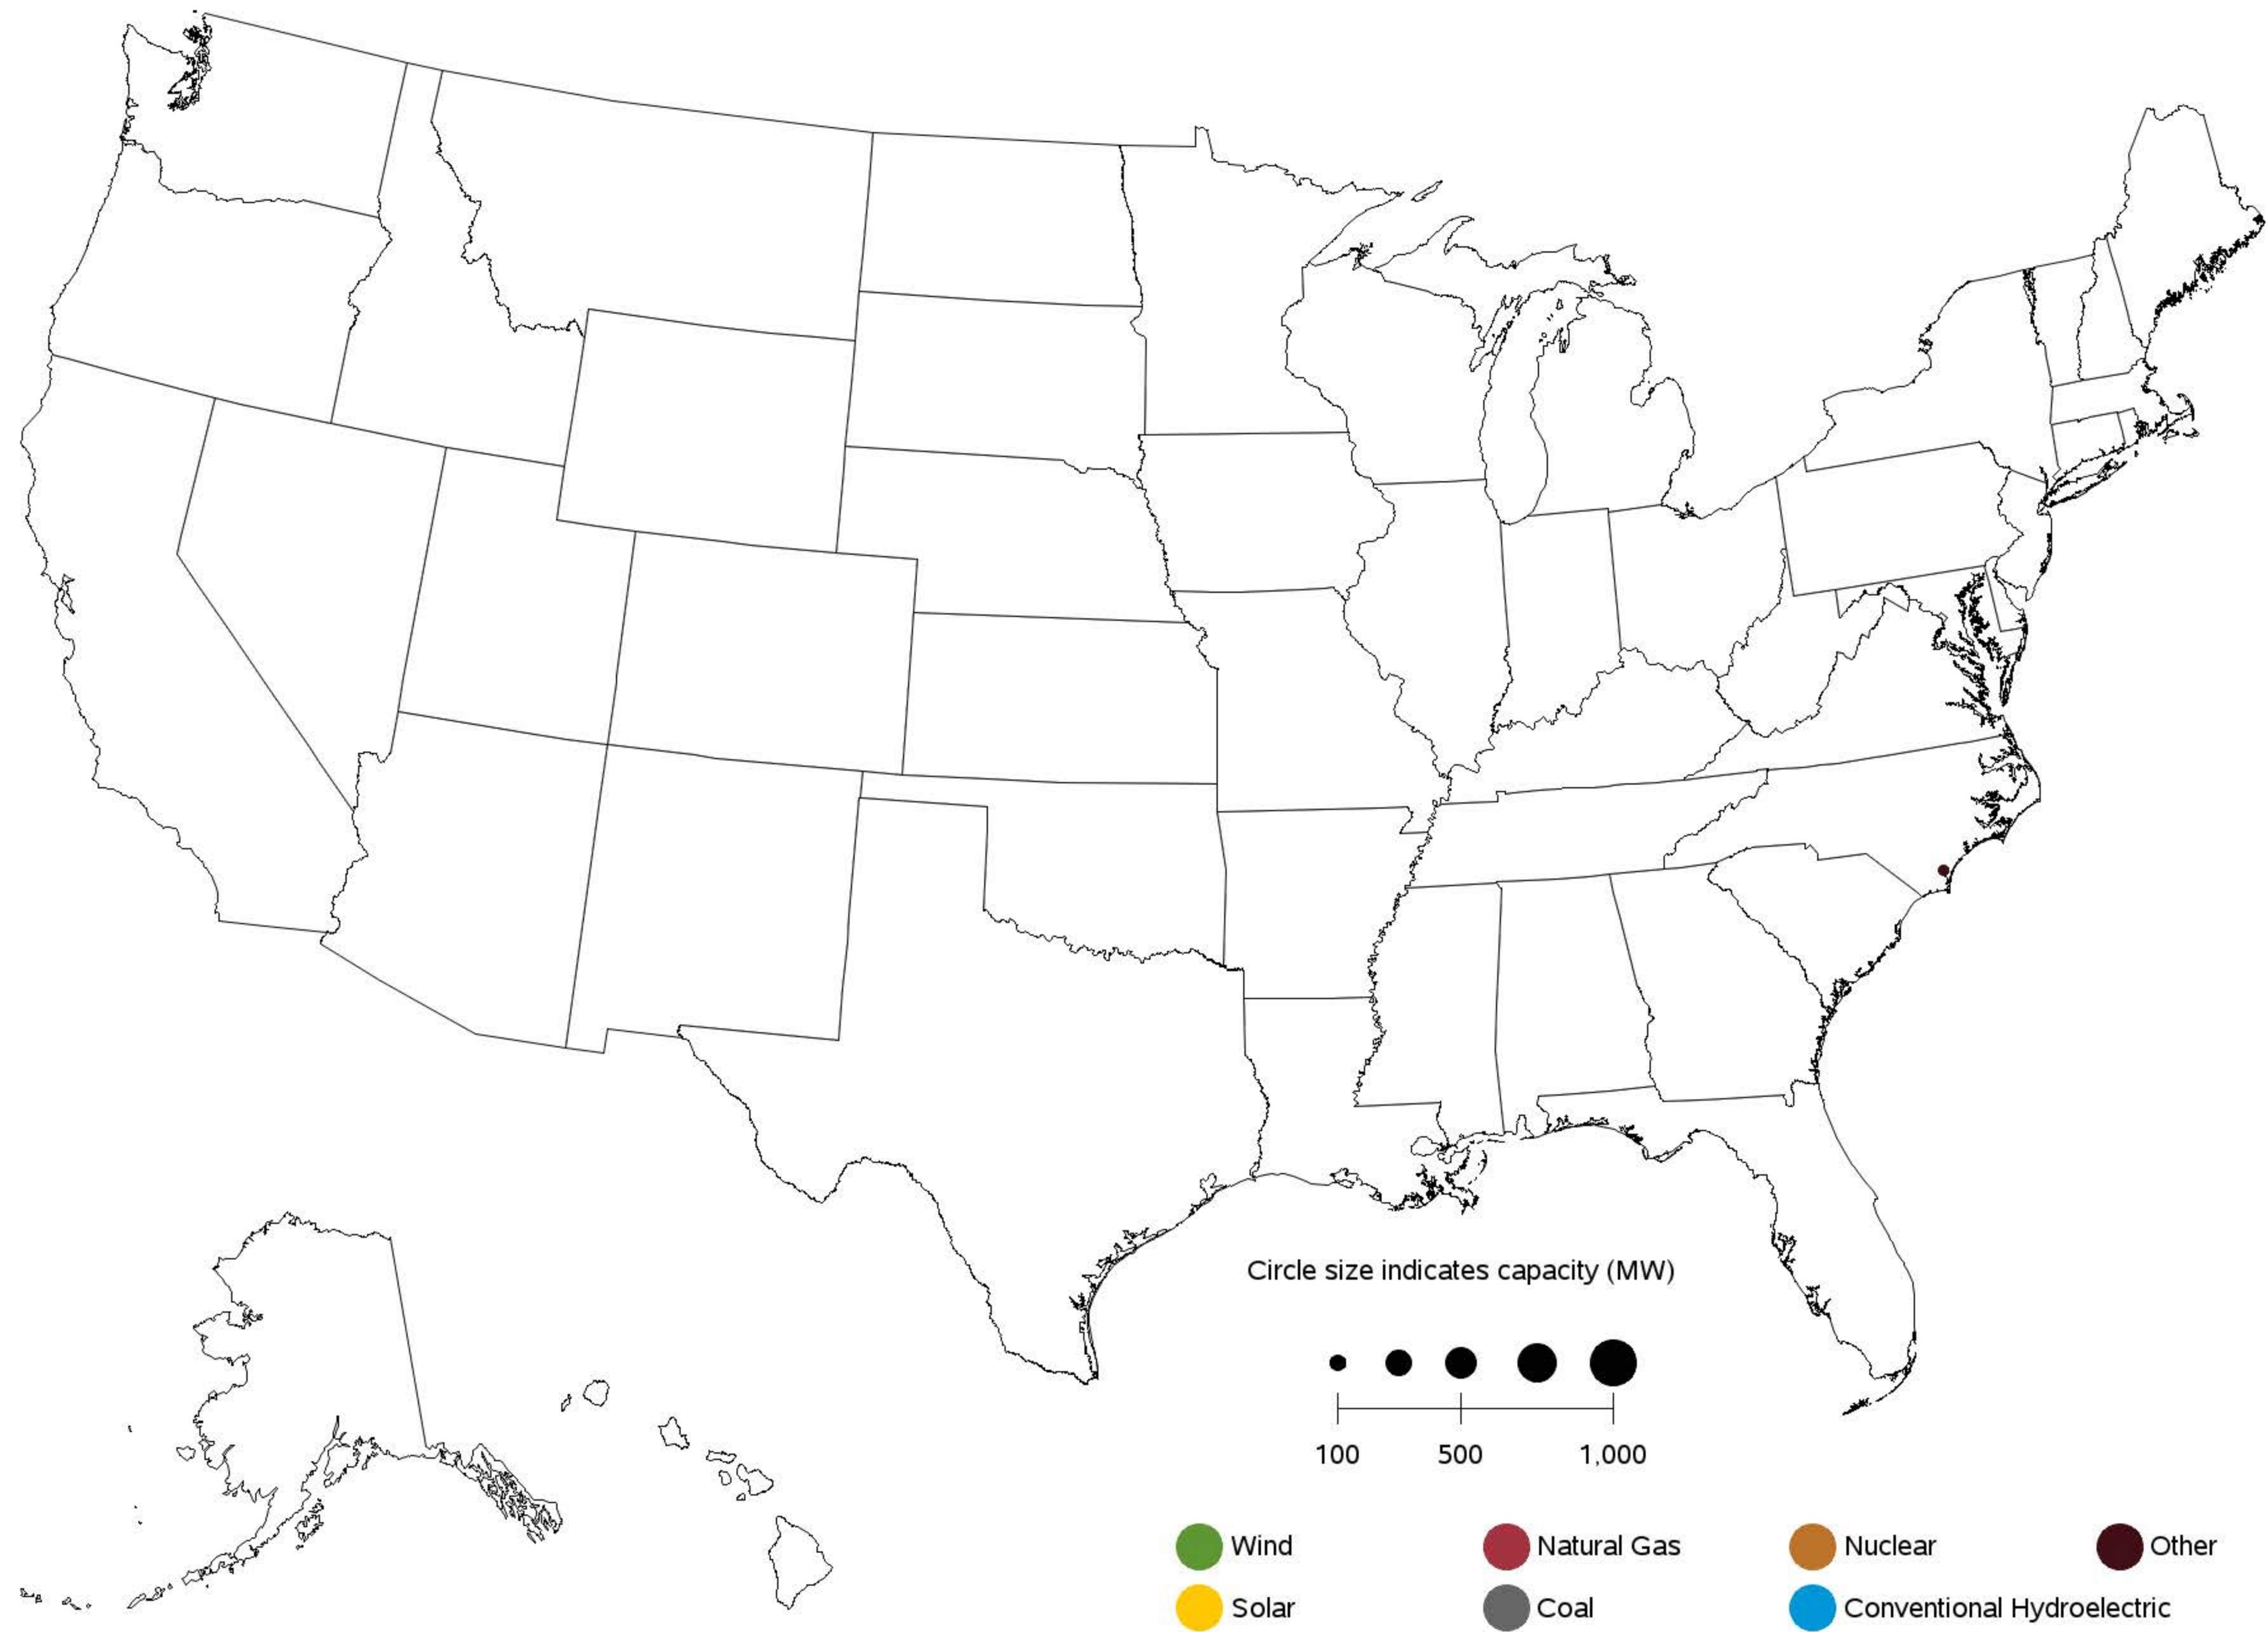 Circle size indicates capacity (MW)
100 500 1,000
Wind Natural Gas Nuclear Other
Solar Coal Conventional Hydroelectric